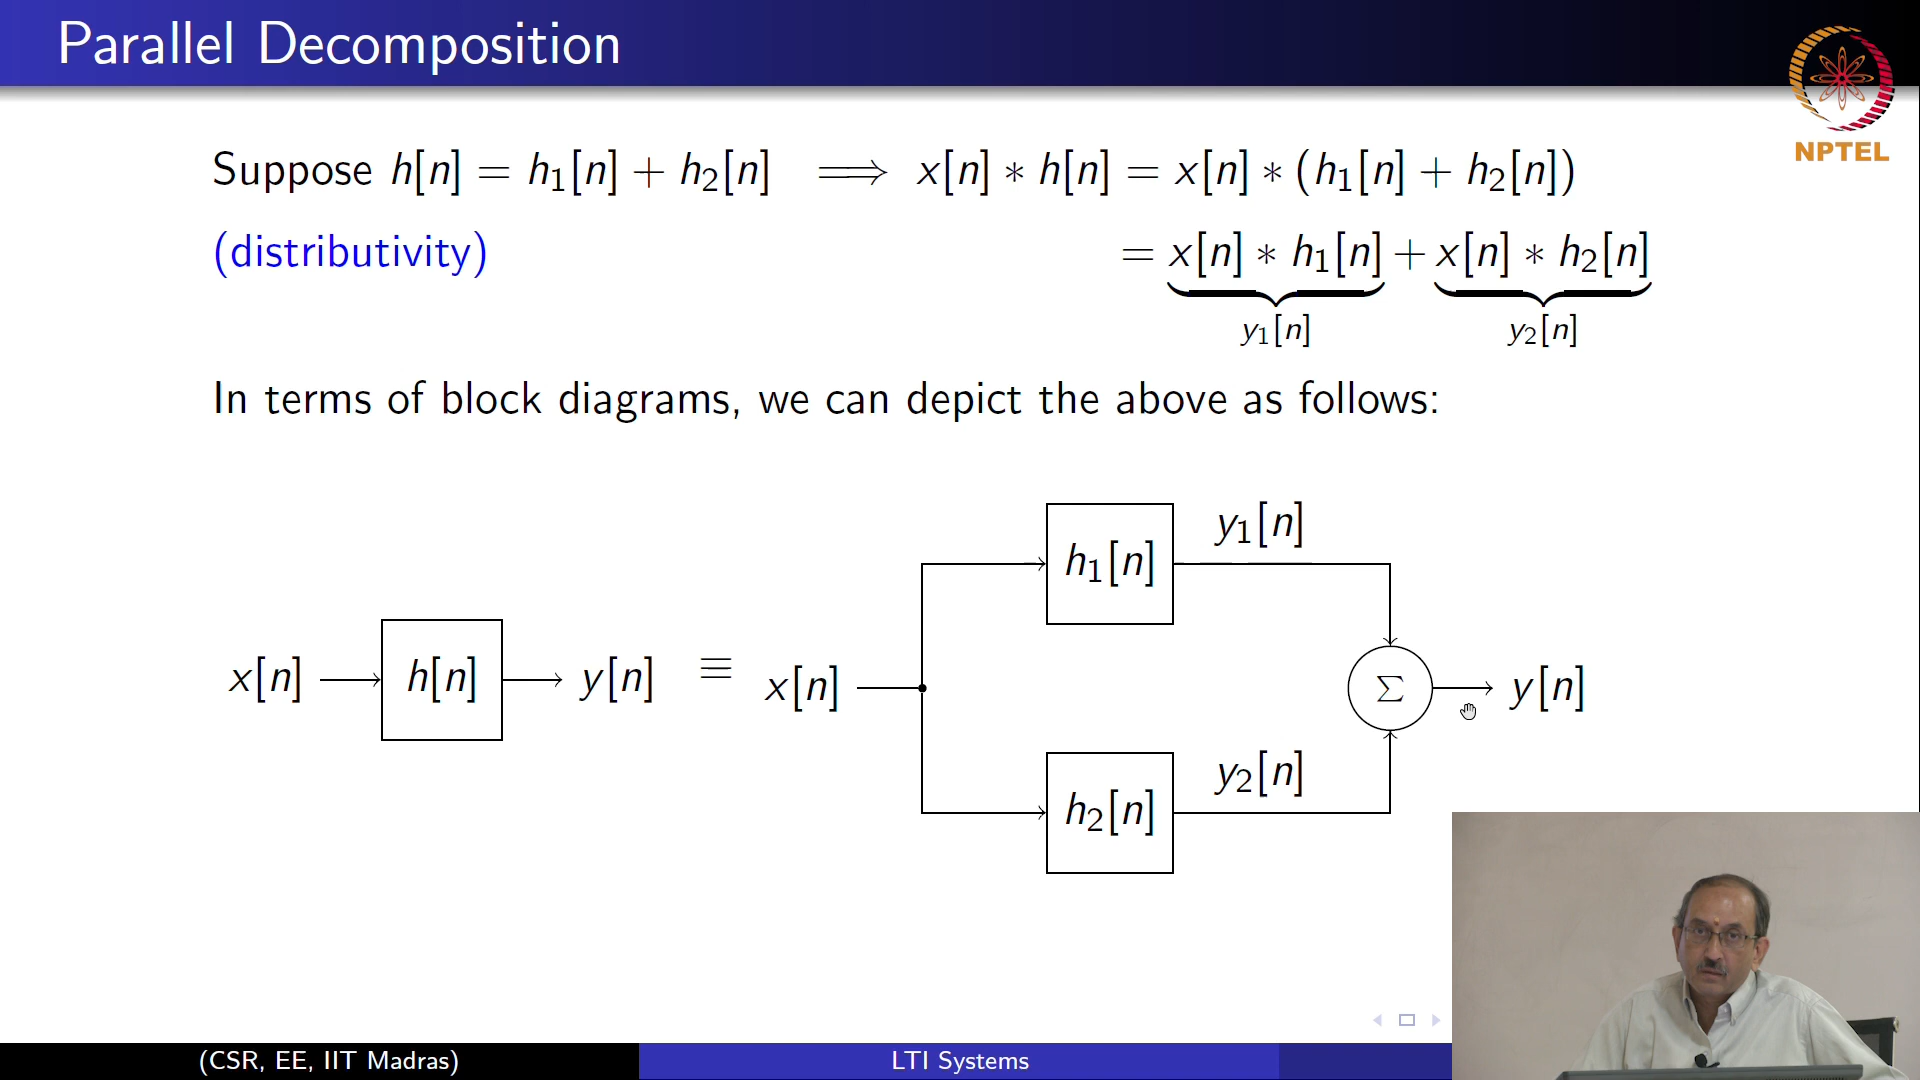 Parallel Decomposition
NPTEL
Suppose h[n] = h₁[n] + h₂[n] ⟹ x[n] ∗ h[n] = x[n] ∗ (h₁[n] + h₂[n])
(distributivity) = x[n] ∗ h₁[n] + x[n] ∗ h₂[n]
y₁[n] y₂[n]
In terms of block diagrams, we can depict the above as follows:
h₁[n] y₁[n]
x[n] h[n] y[n] ≡ x[n] Σ y[n]
h₂[n] y₂[n]
(CSR, EE, IIT Madras) LTI Systems